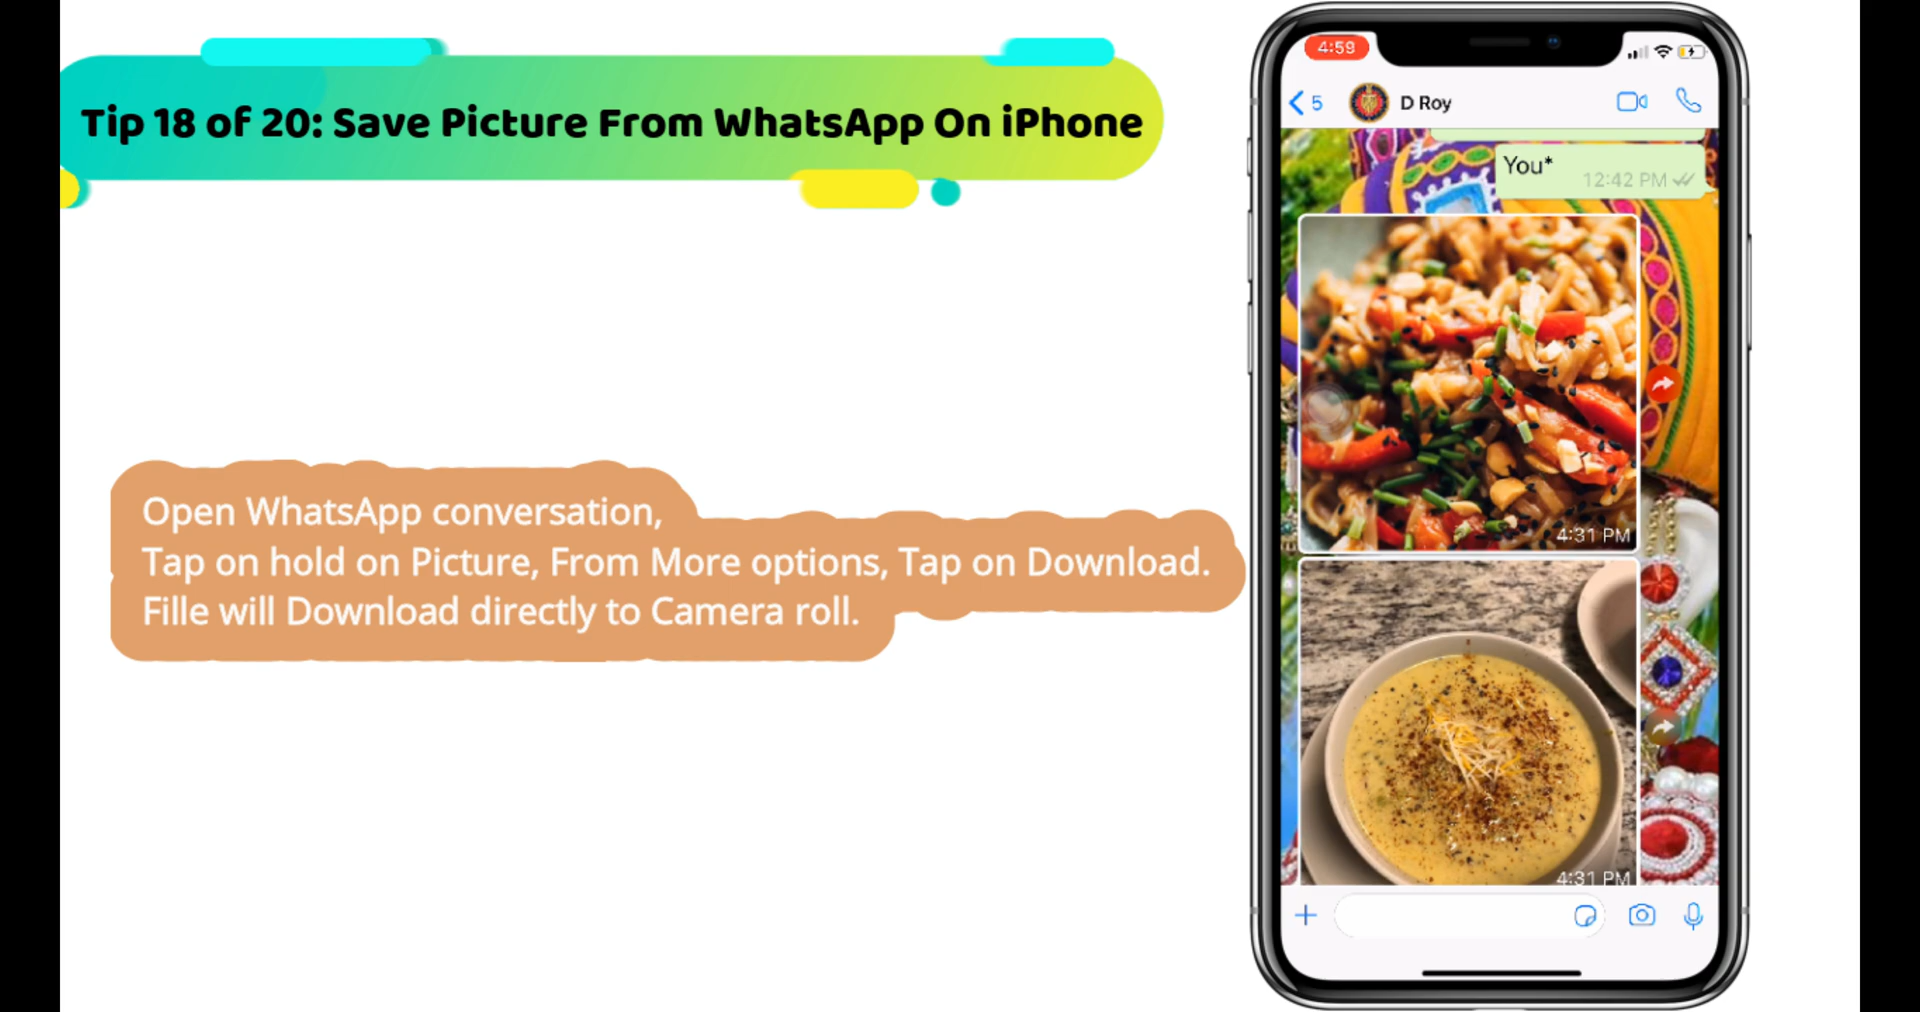 Tip 18 of 20: Save Picture From WhatsApp On iPhone
Open WhatsApp conversation,
Tap on hold on Picture, From More options, Tap on Download.
Fille will Download directly to Camera roll.
4:59
5
D Roy
You*
12:42 PM
4:31 PM
4:31 PM